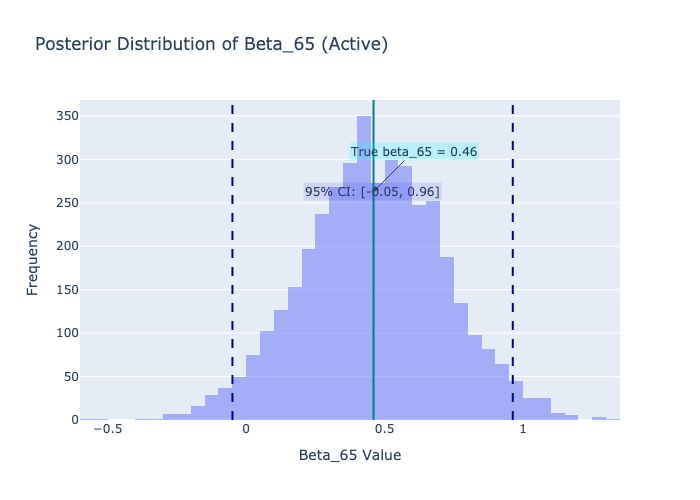 Posterior Distribution of Beta_65 (Active)
350
300
250
200
150
100
50
0
Frequency
True beta_65 = 0.46
95% CI: [-0.05, 0.96]
−0.5
0
0.5
1
Beta_65 Value